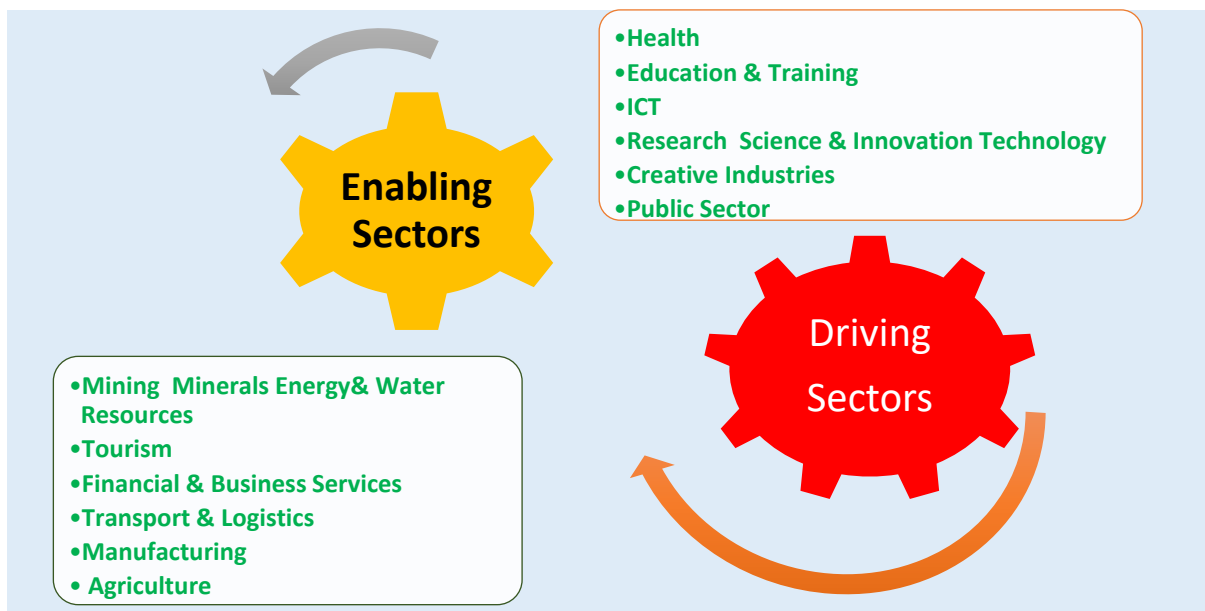 •Health
•Education & Training
•ICT
•Research  Science & Innovation Technology
•Creative Industries
•Public Sector
Enabling
Sectors
Driving
Sectors
•Mining  Minerals Energy& Water
Resources
•Tourism
•Financial & Business Services
•Transport & Logistics
•Manufacturing
• Agriculture